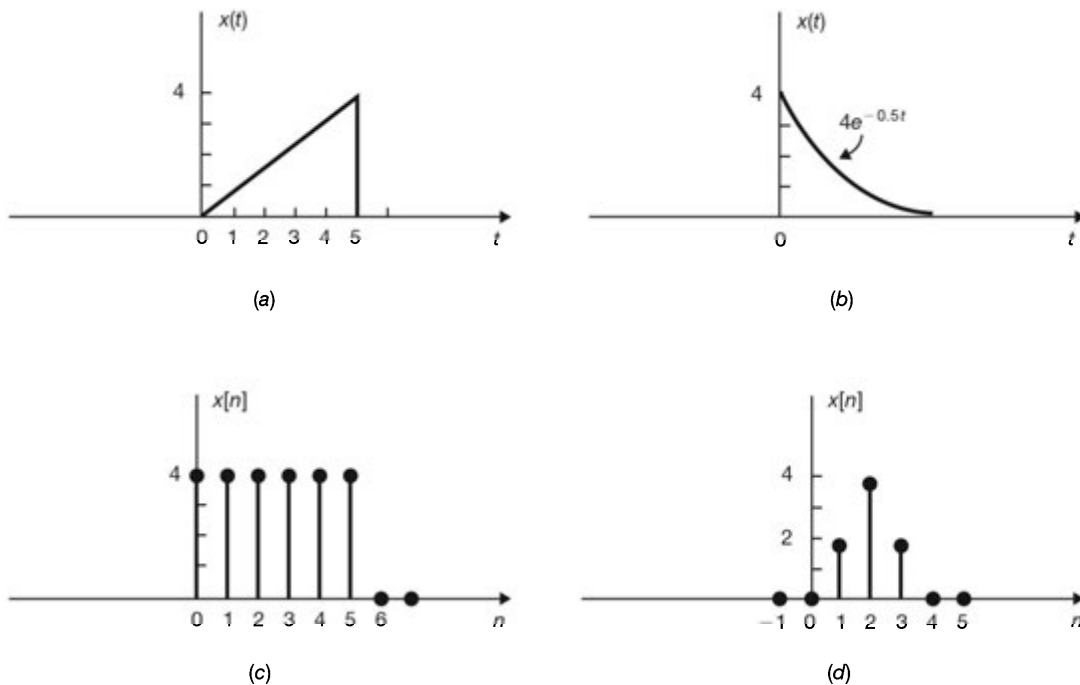 x(t)
4
0 1 2 3 4 5
t
(a)
x(t)
4
4e^{-0.5t}
0
t
(b)
x[n]
4
0 1 2 3 4 5 6
n
(c)
x[n]
4
2
−1 0 1 2 3 4 5
n
(d)